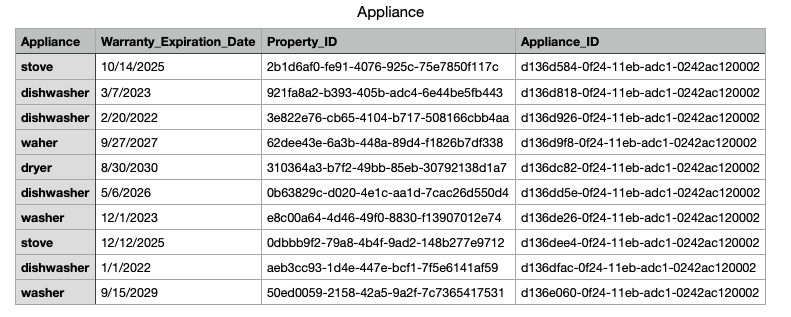 Appliance
Appliance Warranty_Expiration_Date Property_ID Appliance_ID
stove 10/14/2025 2b1d6af0-fe91-4076-925c-75e7850f117c d136d584-0f24-11eb-adc1-0242ac120002
dishwasher 3/7/2023 921fa8a2-b393-405b-adc4-6e44be5fb443 d136d818-0f24-11eb-adc1-0242ac120002
dishwasher 2/20/2022 3e822e76-cb65-4104-b717-508166cbb4aa d136d926-0f24-11eb-adc1-0242ac120002
waher 9/27/2027 62dee43e-6a3b-448a-89d4-f1826b7df338 d136d9f8-0f24-11eb-adc1-0242ac120002
dryer 8/30/2030 310364a3-b7f2-49bb-85eb-30792138d1a7 d136dc82-0f24-11eb-adc1-0242ac120002
dishwasher 5/6/2026 0b63829c-d020-4e1c-aa1d-7cac26d550d4 d136dd5e-0f24-11eb-adc1-0242ac120002
washer 12/1/2023 e8c00a64-4d46-49f0-8830-f13907012e74 d136de26-0f24-11eb-adc1-0242ac120002
stove 12/12/2025 0dbbb9f2-79a8-4b4f-9ad2-148b277e9712 d136dee4-0f24-11eb-adc1-0242ac120002
dishwasher 1/1/2022 aeb3cc93-1d4e-447e-bcf1-7f5e6141af59 d136dfac-0f24-11eb-adc1-0242ac120002
washer 9/15/2029 50ed0059-2158-42a5-9a2f-7c7365417531 d136e060-0f24-11eb-adc1-0242ac120002